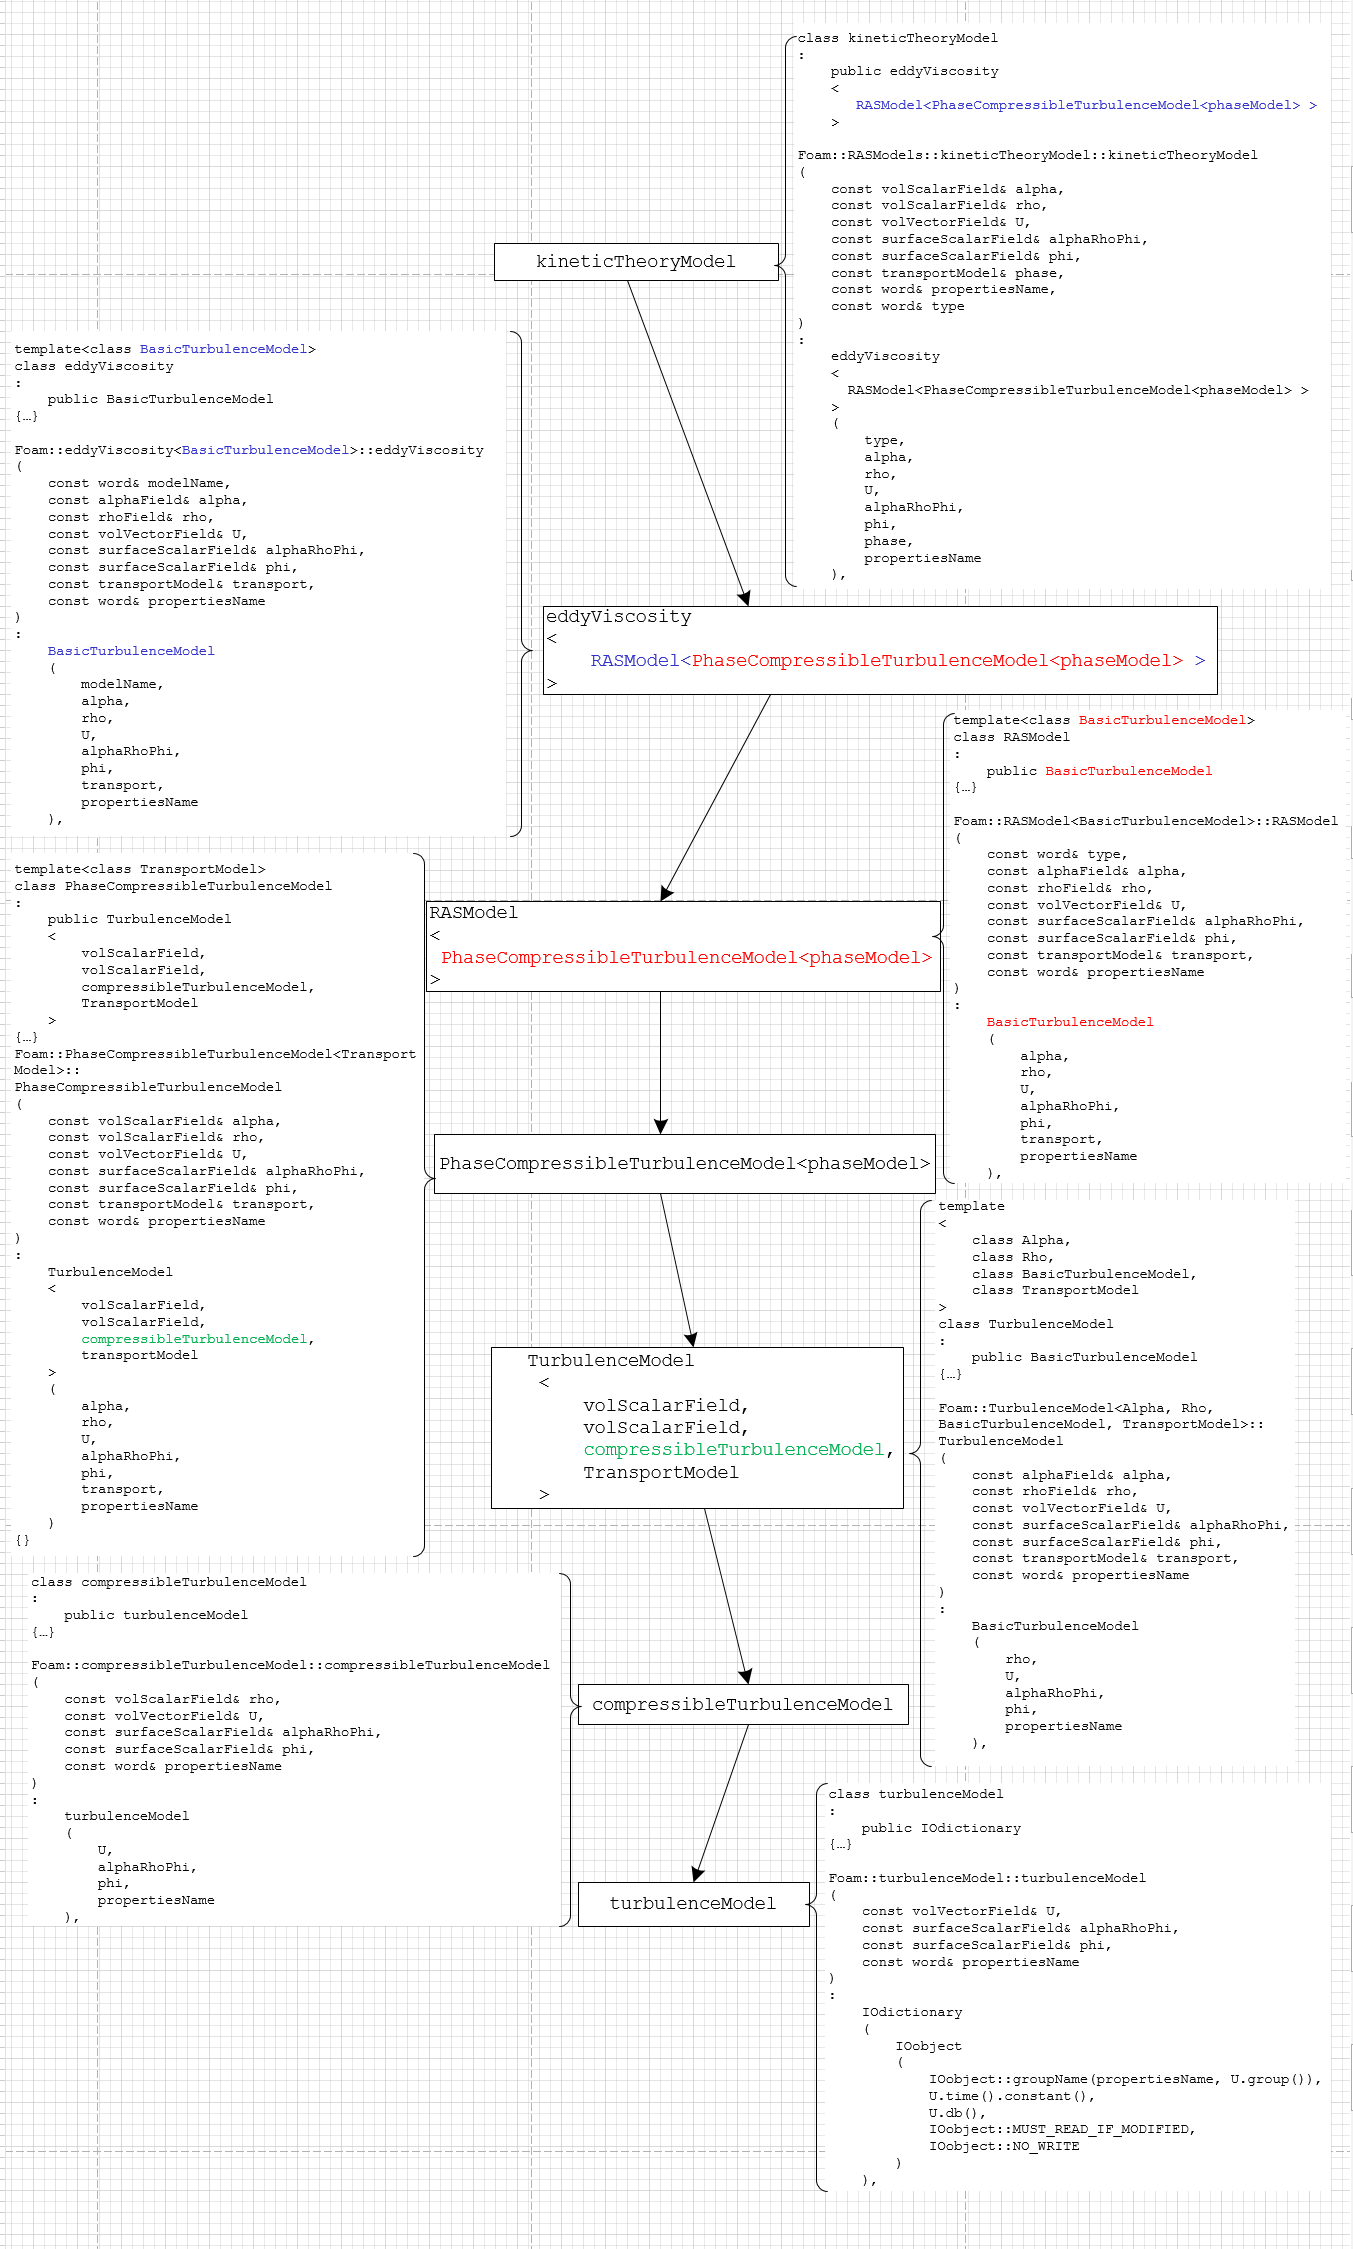 class kineticTheoryModel
:
    public eddyViscosity
    <
       RASModel<PhaseCompressibleTurbulenceModel<phaseModel> >
    >

Foam::RASModels::kineticTheoryModel::kineticTheoryModel
(
    const volScalarField& alpha,
    const volScalarField& rho,
    const volVectorField& U,
    const surfaceScalarField& alphaRhoPhi,
    const surfaceScalarField& phi,
    const transportModel& phase,
    const word& propertiesName,
    const word& type
)
:
    eddyViscosity
    <
      RASModel<PhaseCompressibleTurbulenceModel<phaseModel> >
    >
    (
        type,
        alpha,
        rho,
        U,
        alphaRhoPhi,
        phi,
        phase,
        propertiesName
    ),
kineticTheoryModel
template<class BasicTurbulenceModel>
class eddyViscosity
:
    public BasicTurbulenceModel
{…}

Foam::eddyViscosity<BasicTurbulenceModel>::eddyViscosity
(
    const word& modelName,
    const alphaField& alpha,
    const rhoField& rho,
    const volVectorField& U,
    const surfaceScalarField& alphaRhoPhi,
    const surfaceScalarField& phi,
    const transportModel& transport,
    const word& propertiesName
)
:
    BasicTurbulenceModel
    (
        modelName,
        alpha,
        rho,
        U,
        alphaRhoPhi,
        phi,
        transport,
        propertiesName
    ),
eddyViscosity
<
    RASModel<PhaseCompressibleTurbulenceModel<phaseModel> >
>
template<class BasicTurbulenceModel>
class RASModel
:
    public BasicTurbulenceModel
{…}

Foam::RASModel<BasicTurbulenceModel>::RASModel
(
    const word& type,
    const alphaField& alpha,
    const rhoField& rho,
    const volVectorField& U,
    const surfaceScalarField& alphaRhoPhi,
    const surfaceScalarField& phi,
    const transportModel& transport,
    const word& propertiesName
)
:
    BasicTurbulenceModel
    (
        alpha,
        rho,
        U,
        alphaRhoPhi,
        phi,
        transport,
        propertiesName
    ),
RASModel
<
 PhaseCompressibleTurbulenceModel<phaseModel>
>
template<class TransportModel>
class PhaseCompressibleTurbulenceModel
:
    public TurbulenceModel
    <
        volScalarField,
        volScalarField,
        compressibleTurbulenceModel,
        TransportModel
    >
{…}
Foam::PhaseCompressibleTurbulenceModel<Transport
Model>::
PhaseCompressibleTurbulenceModel
(
    const volScalarField& alpha,
    const volScalarField& rho,
    const volVectorField& U,
    const surfaceScalarField& alphaRhoPhi,
    const surfaceScalarField& phi,
    const transportModel& transport,
    const word& propertiesName
)
:
    TurbulenceModel
    <
        volScalarField,
        volScalarField,
        compressibleTurbulenceModel,
        transportModel
    >
    (
        alpha,
        rho,
        U,
        alphaRhoPhi,
        phi,
        transport,
        propertiesName
    )
{}
PhaseCompressibleTurbulenceModel<phaseModel>
template
<
    class Alpha,
    class Rho,
    class BasicTurbulenceModel,
    class TransportModel
>
class TurbulenceModel
:
    public BasicTurbulenceModel
{…}

Foam::TurbulenceModel<Alpha, Rho,
BasicTurbulenceModel, TransportModel>::
TurbulenceModel
(
    const alphaField& alpha,
    const rhoField& rho,
    const volVectorField& U,
    const surfaceScalarField& alphaRhoPhi,
    const surfaceScalarField& phi,
    const transportModel& transport,
    const word& propertiesName
)
:
    BasicTurbulenceModel
    (
        rho,
        U,
        alphaRhoPhi,
        phi,
        propertiesName
    ),
TurbulenceModel
 <
     volScalarField,
     volScalarField,
     compressibleTurbulenceModel,
     TransportModel
 >
class compressibleTurbulenceModel
:
    public turbulenceModel
{…}

Foam::compressibleTurbulenceModel::compressibleTurbulenceModel
(
    const volScalarField& rho,
    const volVectorField& U,
    const surfaceScalarField& alphaRhoPhi,
    const surfaceScalarField& phi,
    const word& propertiesName
)
:
    turbulenceModel
    (
        U,
        alphaRhoPhi,
        phi,
        propertiesName
    ),
compressibleTurbulenceModel
class turbulenceModel
:
    public IOdictionary
{…}

Foam::turbulenceModel::turbulenceModel
(
    const volVectorField& U,
    const surfaceScalarField& alphaRhoPhi,
    const surfaceScalarField& phi,
    const word& propertiesName
)
:
    IOdictionary
    (
        IOobject
        (
            IOobject::groupName(propertiesName, U.group()),
            U.time().constant(),
            U.db(),
            IOobject::MUST_READ_IF_MODIFIED,
            IOobject::NO_WRITE
        )
    ),
turbulenceModel